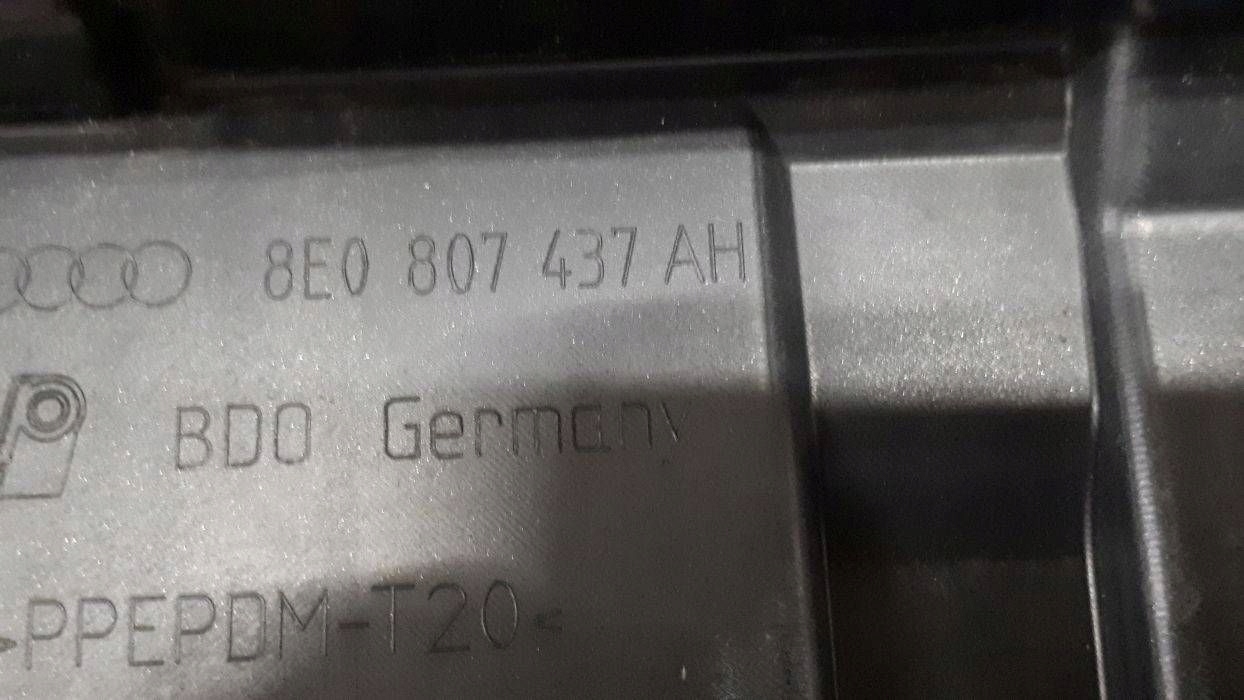 8E0 807 437 AH
BDO Germany
>PPEPDM-T20<